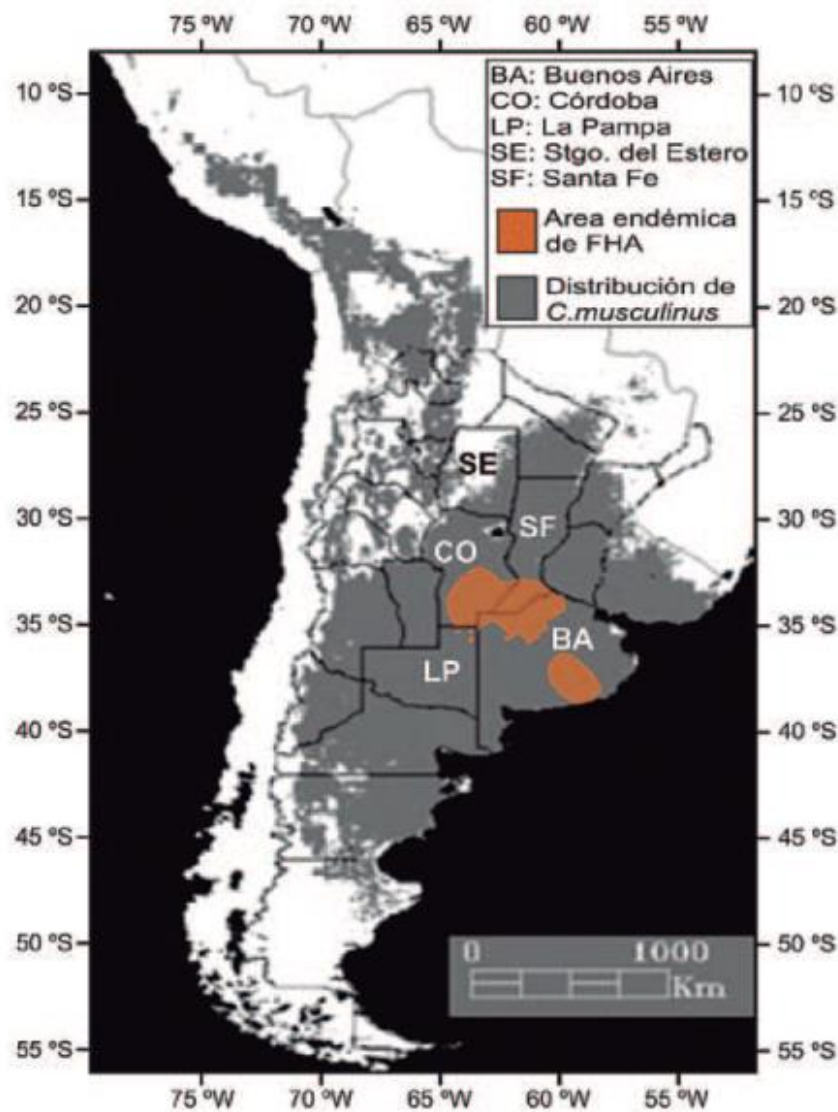 75 ºW 70 ºW 65 ºW 60 ºW 55 ºW
10 ºS 10 ºS
15 ºS 15 ºS
20 ºS 20 ºS
25 ºS 25 ºS
30 ºS 30 ºS
35 ºS 35 ºS
40 ºS 40 ºS
45 ºS 45 ºS
50 ºS 50 ºS
55 ºS 55 ºS
BA: Buenos Aires
CO: Córdoba
LP: La Pampa
SE: Stgo. del Estero
SF: Santa Fe
Area endémica
de FHA
Distribución de
C.musculinus
SE
SF
CO
BA
LP
0 1000
Km
75 ºW 70 ºW 65 ºW 60 ºW 55 ºW